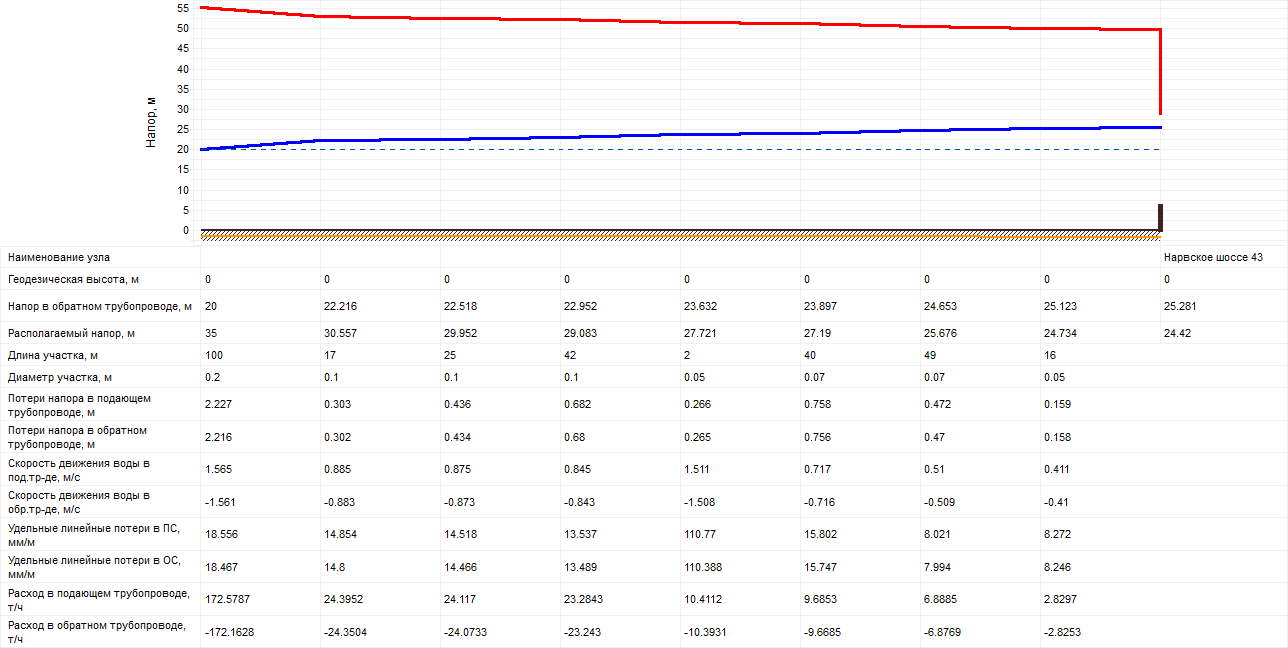 55
50
45
40
35
30
25
20
15
10
5
0
Напор, м
Наименование узла Нарвское шоссе 43
Геодезическая высота, м 0 0 0 0 0 0 0 0 0
Напор в обратном трубопроводе, м 20 22.216 22.518 22.952 23.632 23.897 24.653 25.123 25.281
Располагаемый напор, м 35 30.557 29.952 29.083 27.721 27.19 25.676 24.734 24.42
Длина участка, м 100 17 25 42 2 40 49 16
Диаметр участка, м 0.2 0.1 0.1 0.1 0.05 0.07 0.07 0.05
Потери напора в подающем
трубопроводе, м 2.227 0.303 0.436 0.682 0.266 0.758 0.472 0.159
Потери напора в обратном
трубопроводе, м 2.216 0.302 0.434 0.68 0.265 0.756 0.47 0.158
Скорость движения воды в
под.тр-де, м/с 1.565 0.885 0.875 0.845 1.511 0.717 0.51 0.411
Скорость движения воды в
обр.тр-де, м/с -1.561 -0.883 -0.873 -0.843 -1.508 -0.716 -0.509 -0.41
Удельные линейные потери в ПС,
мм/м 18.556 14.854 14.518 13.537 110.77 15.802 8.021 8.272
Удельные линейные потери в ОС,
мм/м 18.467 14.8 14.466 13.489 110.388 15.747 7.994 8.246
Расход в подающем трубопроводе,
т/ч 172.5787 24.3952 24.117 23.2843 10.4112 9.6853 6.8885 2.8297
Расход в обратном трубопроводе,
т/ч -172.1628 -24.3504 -24.0733 -23.243 -10.3931 -9.6685 -6.8769 -2.8253